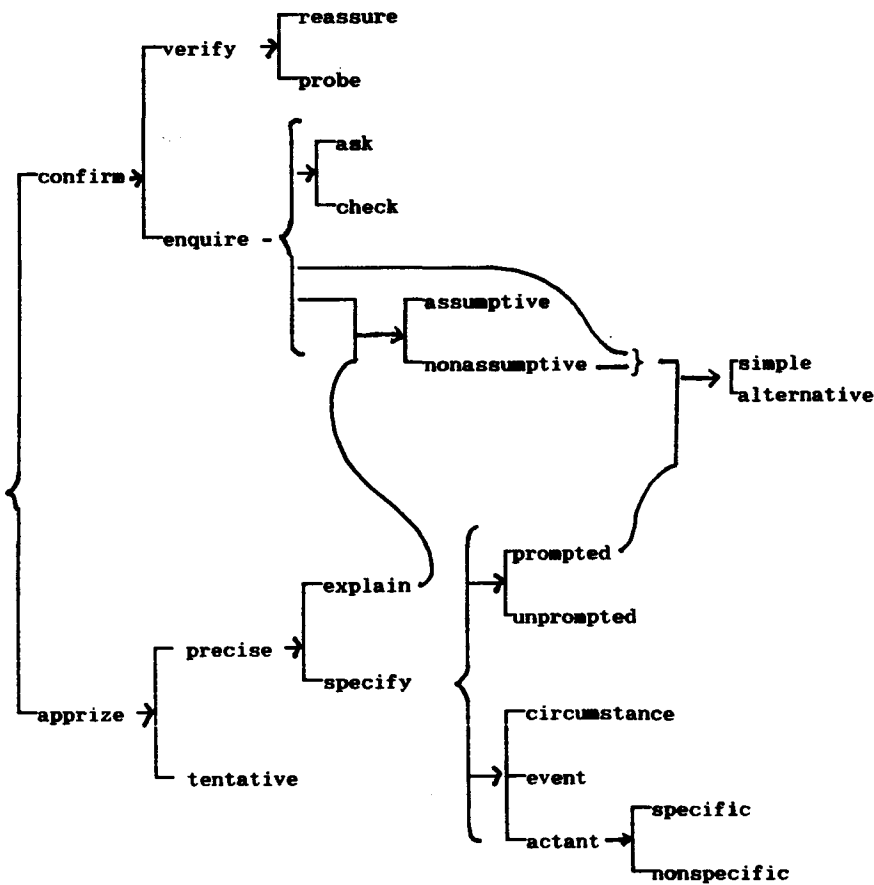 reassure
verify
probe
ask
confirm
check
enquire
assumptive
nonassumptive
simple
alternative
prompted
explain
unprompted
precise
specify
apprize
circumstance
tentative
event
specific
actant
nonspecific